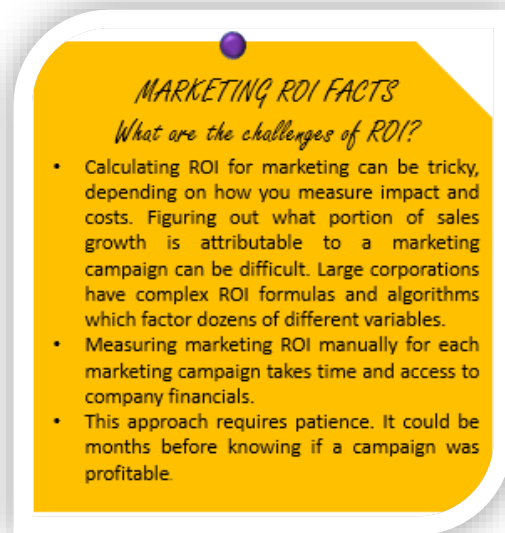 MARKETING ROI FACTS
What are the challenges of ROI?
• Calculating ROI for marketing can be tricky,
depending on how you measure impact and
costs. Figuring out what portion of sales
growth is attributable to a marketing
campaign can be difficult. Large corporations
have complex ROI formulas and algorithms
which factor dozens of different variables.
• Measuring marketing ROI manually for each
marketing campaign takes time and access to
company financials.
• This approach requires patience. It could be
months before knowing if a campaign was
profitable.